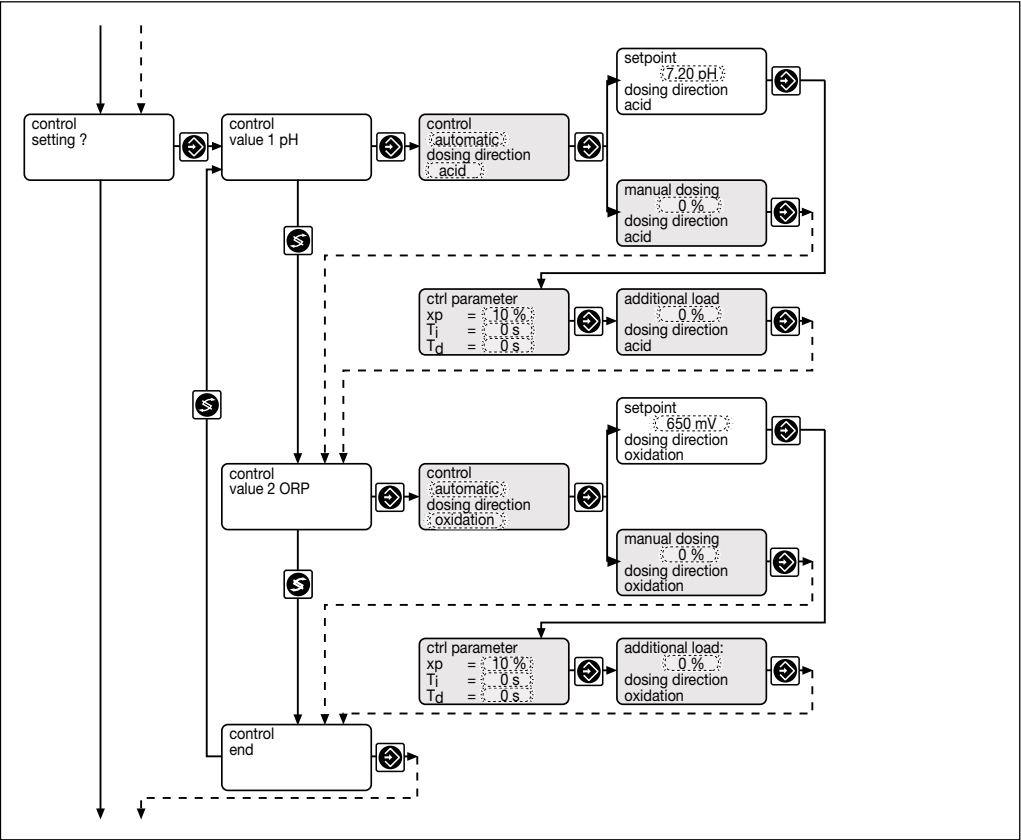 control
setting ?
control
value 1 pH
control
automatic
dosing direction
acid
setpoint
7.20 pH
dosing direction
acid
manual dosing
0 %
dosing direction
acid
ctrl parameter
xp = 10 %
Ti = 0 s
Td = 0 s
additional load
0 %
dosing direction
acid
control
value 2 ORP
control
automatic
dosing direction
oxidation
setpoint
650 mV
dosing direction
oxidation
manual dosing
0 %
dosing direction
oxidation
ctrl parameter
xp = 10 %
Ti = 0 s
Td = 0 s
additional load:
0 %
dosing direction
oxidation
control
end